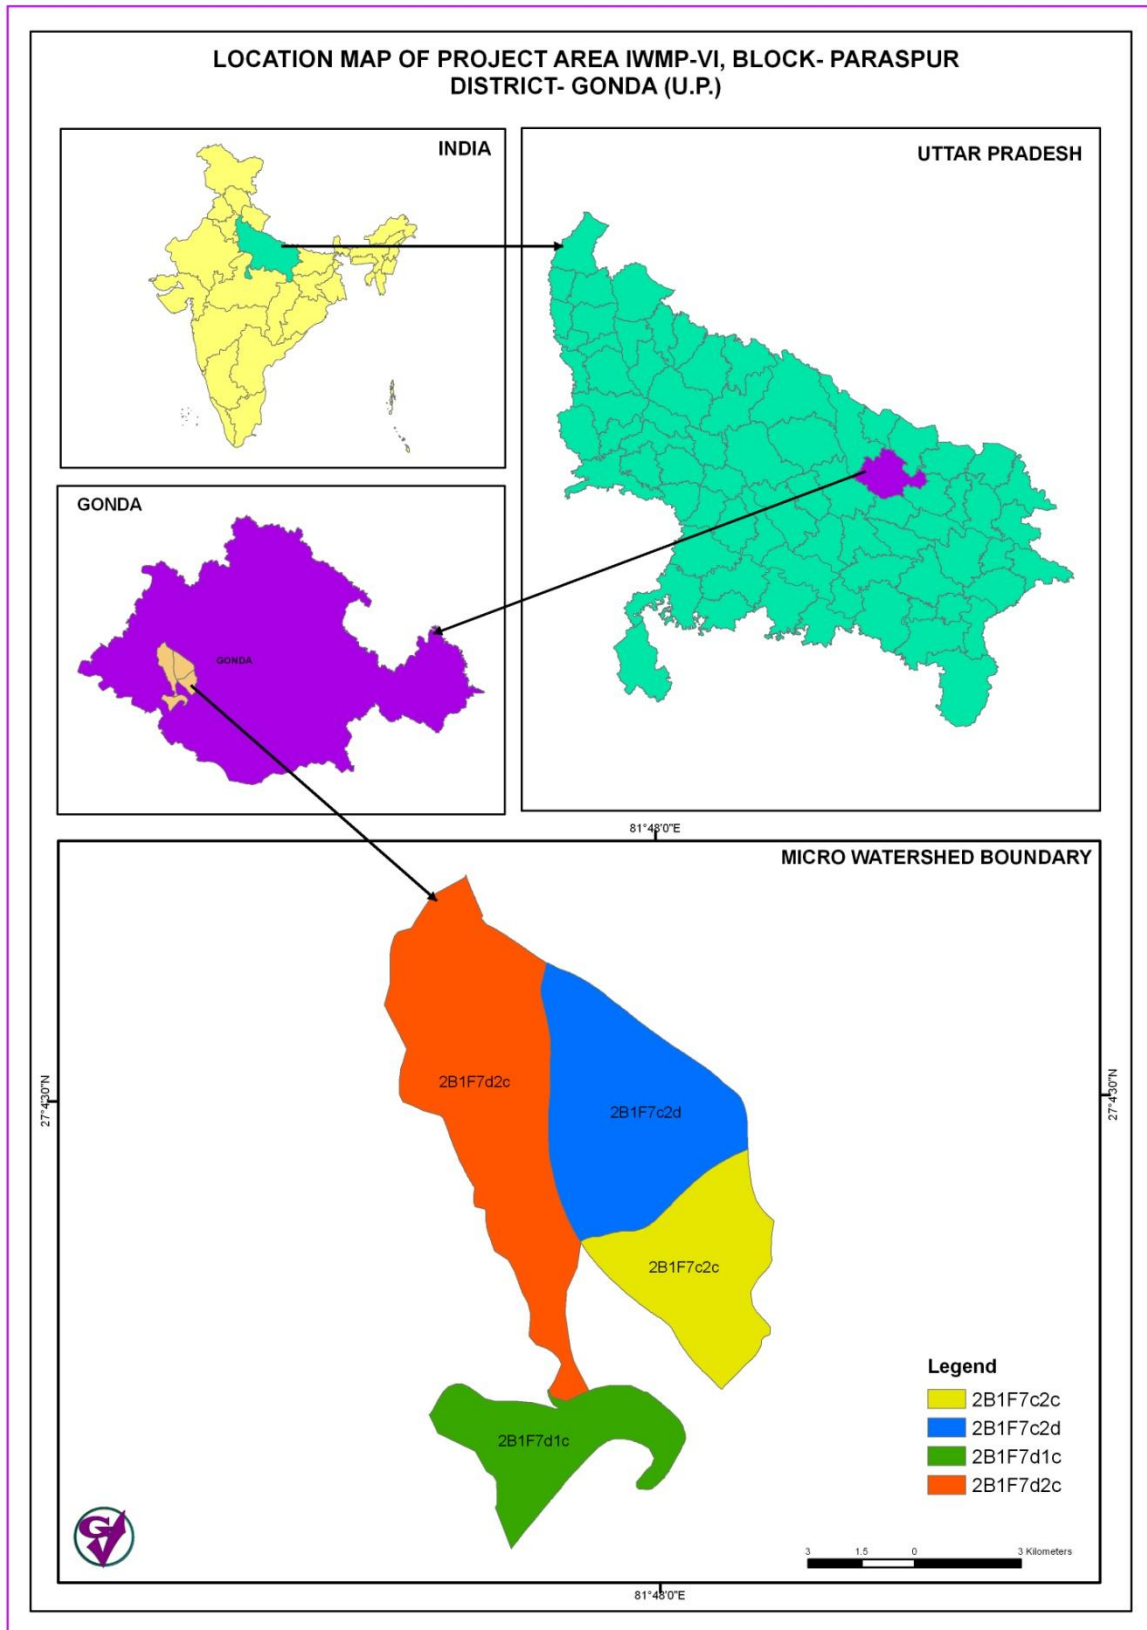 LOCATION MAP OF PROJECT AREA IWMP-VI, BLOCK- PARASPUR
DISTRICT- GONDA (U.P.)
INDIA
UTTAR PRADESH
GONDA
GONDA
81°48'0"E
MICRO WATERSHED BOUNDARY
27°4'30"N
27°4'30"N
2B1F7d2c
2B1F7c2d
2B1F7c2c
2B1F7d1c
Legend
2B1F7c2c
2B1F7c2d
2B1F7d1c
2B1F7d2c
3 1.5 0 3 Kilometers
81°48'0"E